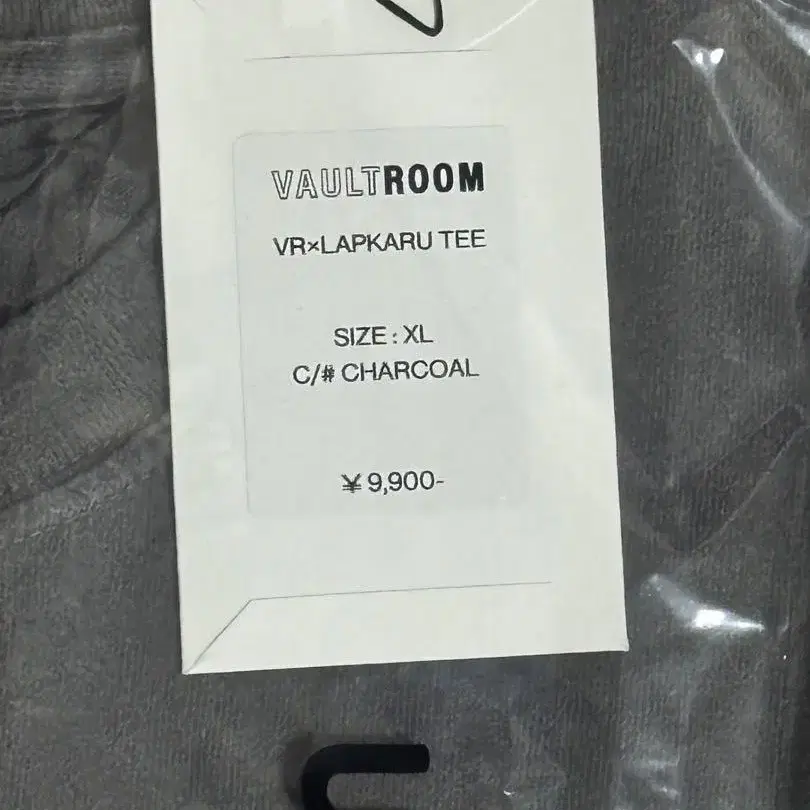 VAULTROOM
VR×LAPKARU TEE
SIZE : XL
C/# CHARCOAL
¥9,900-